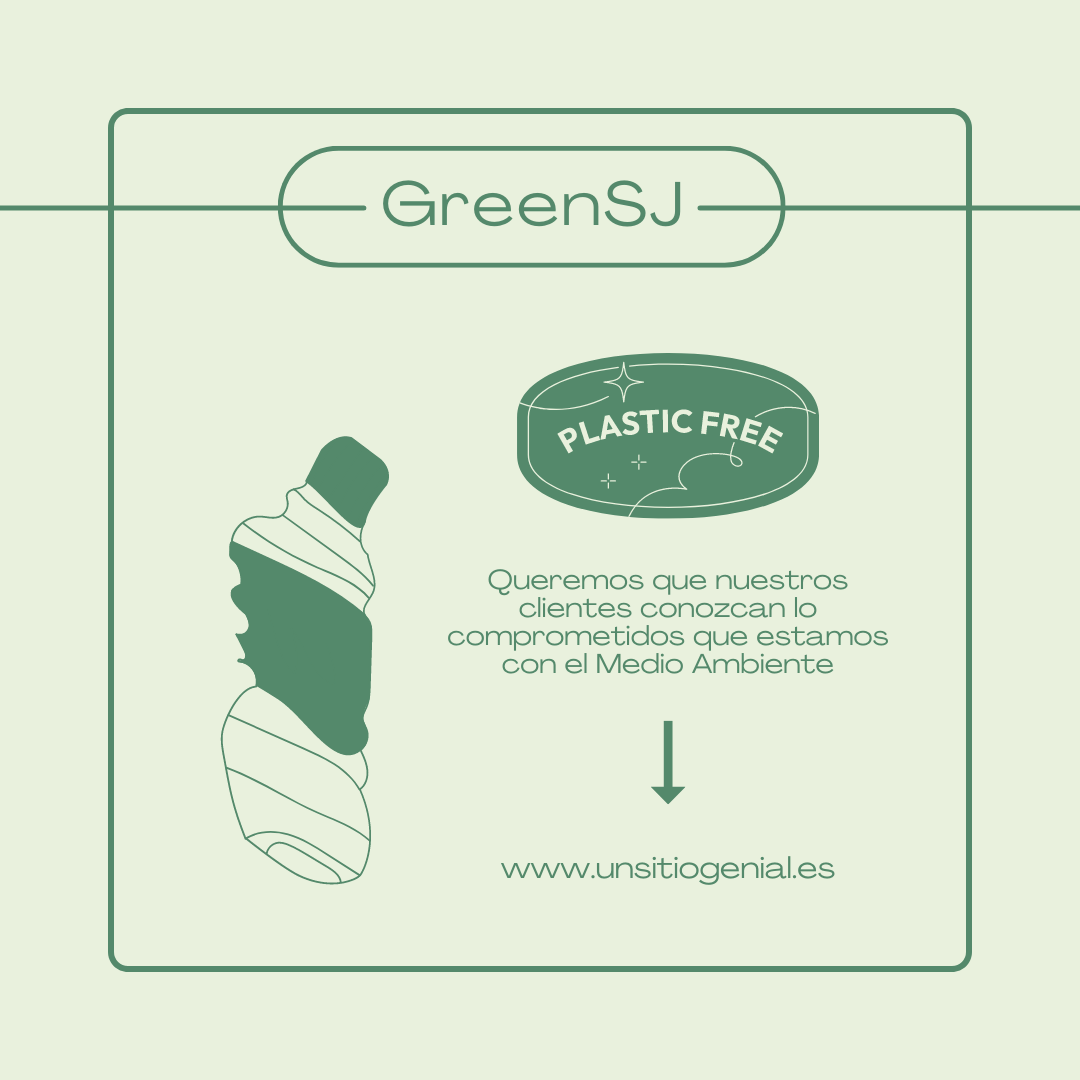 GreenSJ
PLASTIC FREE
Queremos que nuestros
clientes conozcan lo
comprometidos que estamos
con el Medio Ambiente
www.unsitiogenial.es